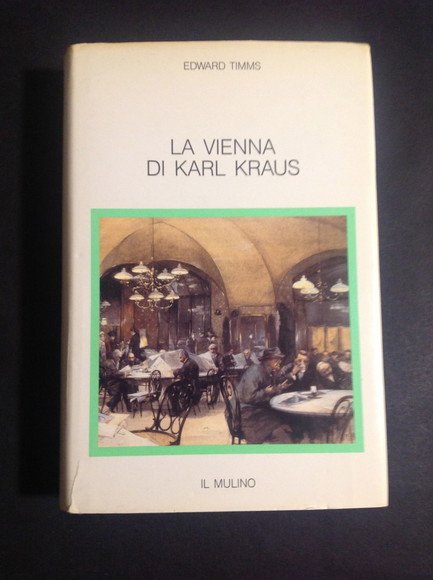 EDWARD TIMMS
LA VIENNA
DI KARL KRAUS
IL MULINO